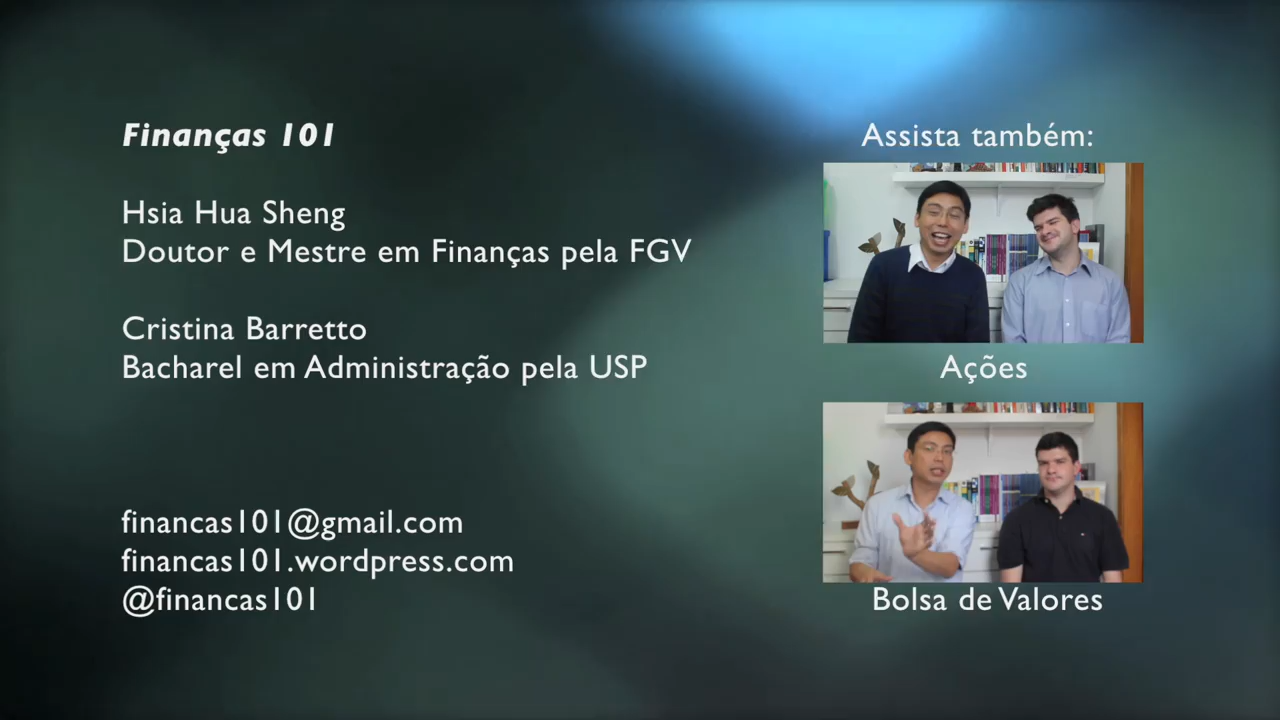 Finanças 101
Hsia Hua Sheng
Doutor e Mestre em Finanças pela FGV
Cristina Barretto
Bacharel em Administração pela USP
financas101@gmail.com
financas101.wordpress.com
@financas101
Assista também:
Ações
Bolsa de Valores